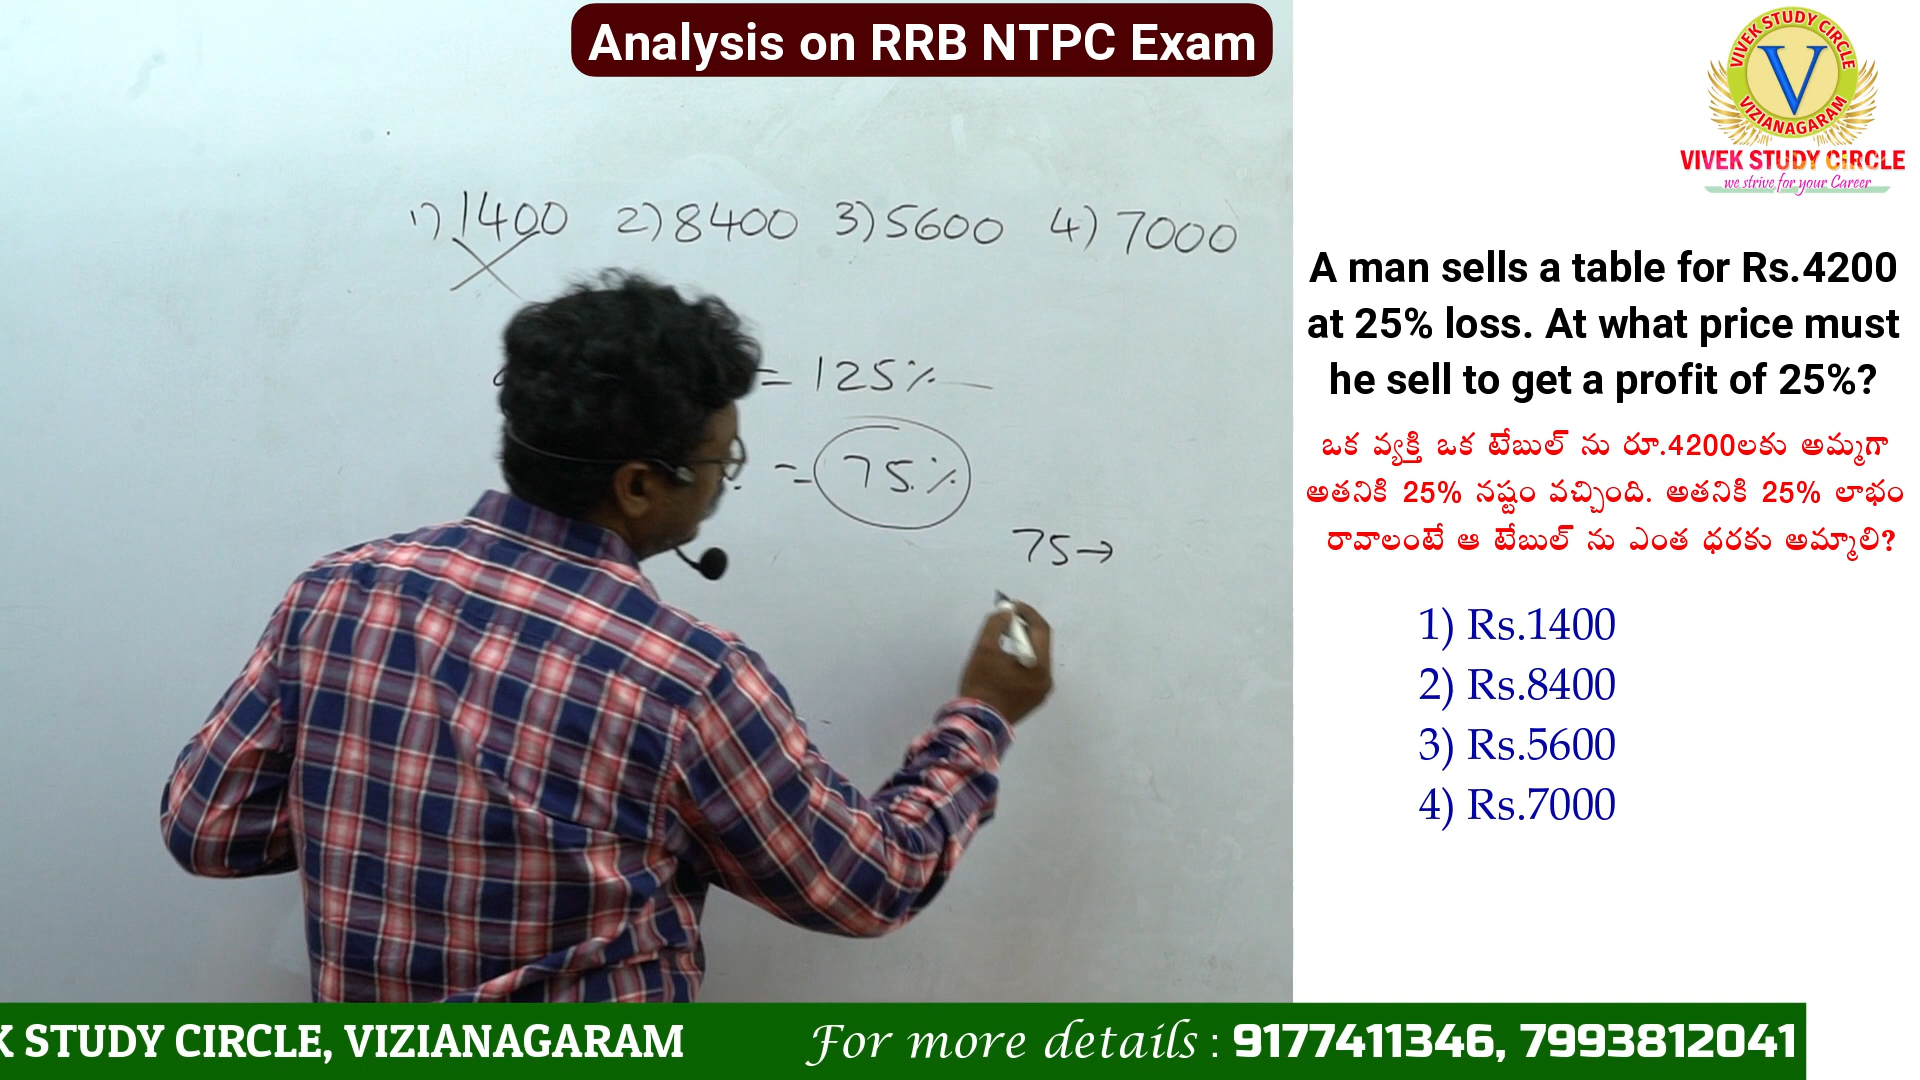 Analysis on RRB NTPC Exam
VIVEK STUDY CIRCLE
V
VIZIANAGARAM
VIVEK STUDY CIRCLE
we strive for your Career
1) 1400 2) 8400 3) 5600 4) 7000
= 125%
= 75%
75→
A man sells a table for Rs.4200
at 25% loss. At what price must
he sell to get a profit of 25%?
ఒక వ్యక్తి ఒక టేబుల్ ను రూ.4200లకు అమ్మగా
అతనికి 25% నష్టం వచ్చింది. అతనికి 25% లాభం
రావాలంటే ఆ టేబుల్ ను ఎంత ధరకు అమ్మాలి?
1) Rs.1400
2) Rs.8400
3) Rs.5600
4) Rs.7000
K STUDY CIRCLE, VIZIANAGARAM For more details : 9177411346, 7993812041